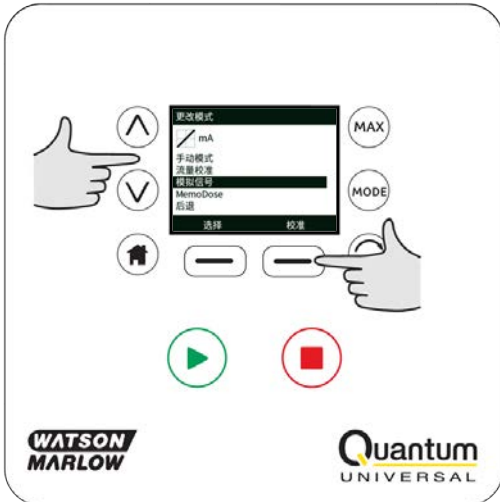 更改模式
mA
手动模式
流量校准
模拟信号
MemoDose
后退
选择 校准
MAX
MODE
WATSON
MARLOW
Quantum
UNIVERSAL